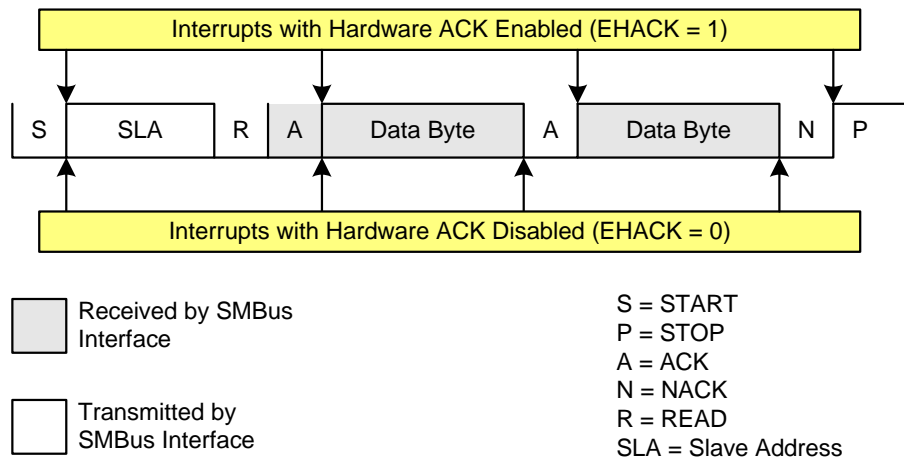 Interrupts with Hardware ACK Enabled (EHACK = 1)
S SLA R A Data Byte A Data Byte N P
Interrupts with Hardware ACK Disabled (EHACK = 0)
Received by SMBus
Interface
Transmitted by
SMBus Interface
S = START
P = STOP
A = ACK
N = NACK
R = READ
SLA = Slave Address